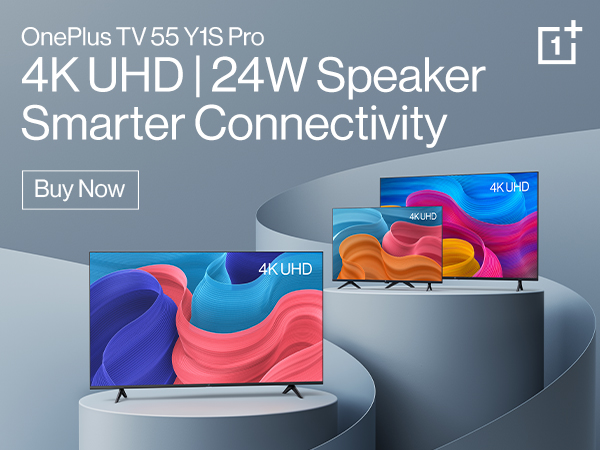 OnePlus TV 55 Y1S Pro
4K UHD | 24W Speaker
Smarter Connectivity
Buy Now
1+
4K UHD
4K UHD
4K UHD